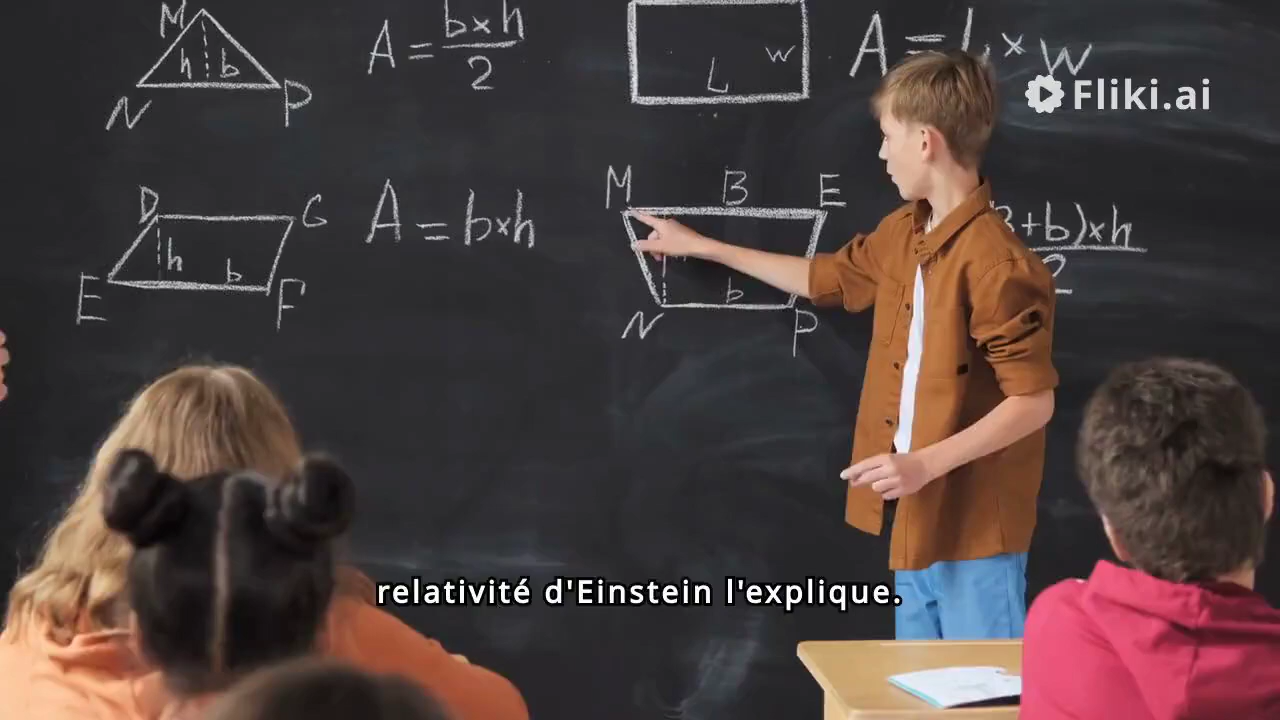 M
h b
N P
A = b×h
2
L w
A = L × w
Fliki.ai
D G
h b
E F
A = b×h
M B E
b
N P
+b)×h
2
relativité d'Einstein l'explique.